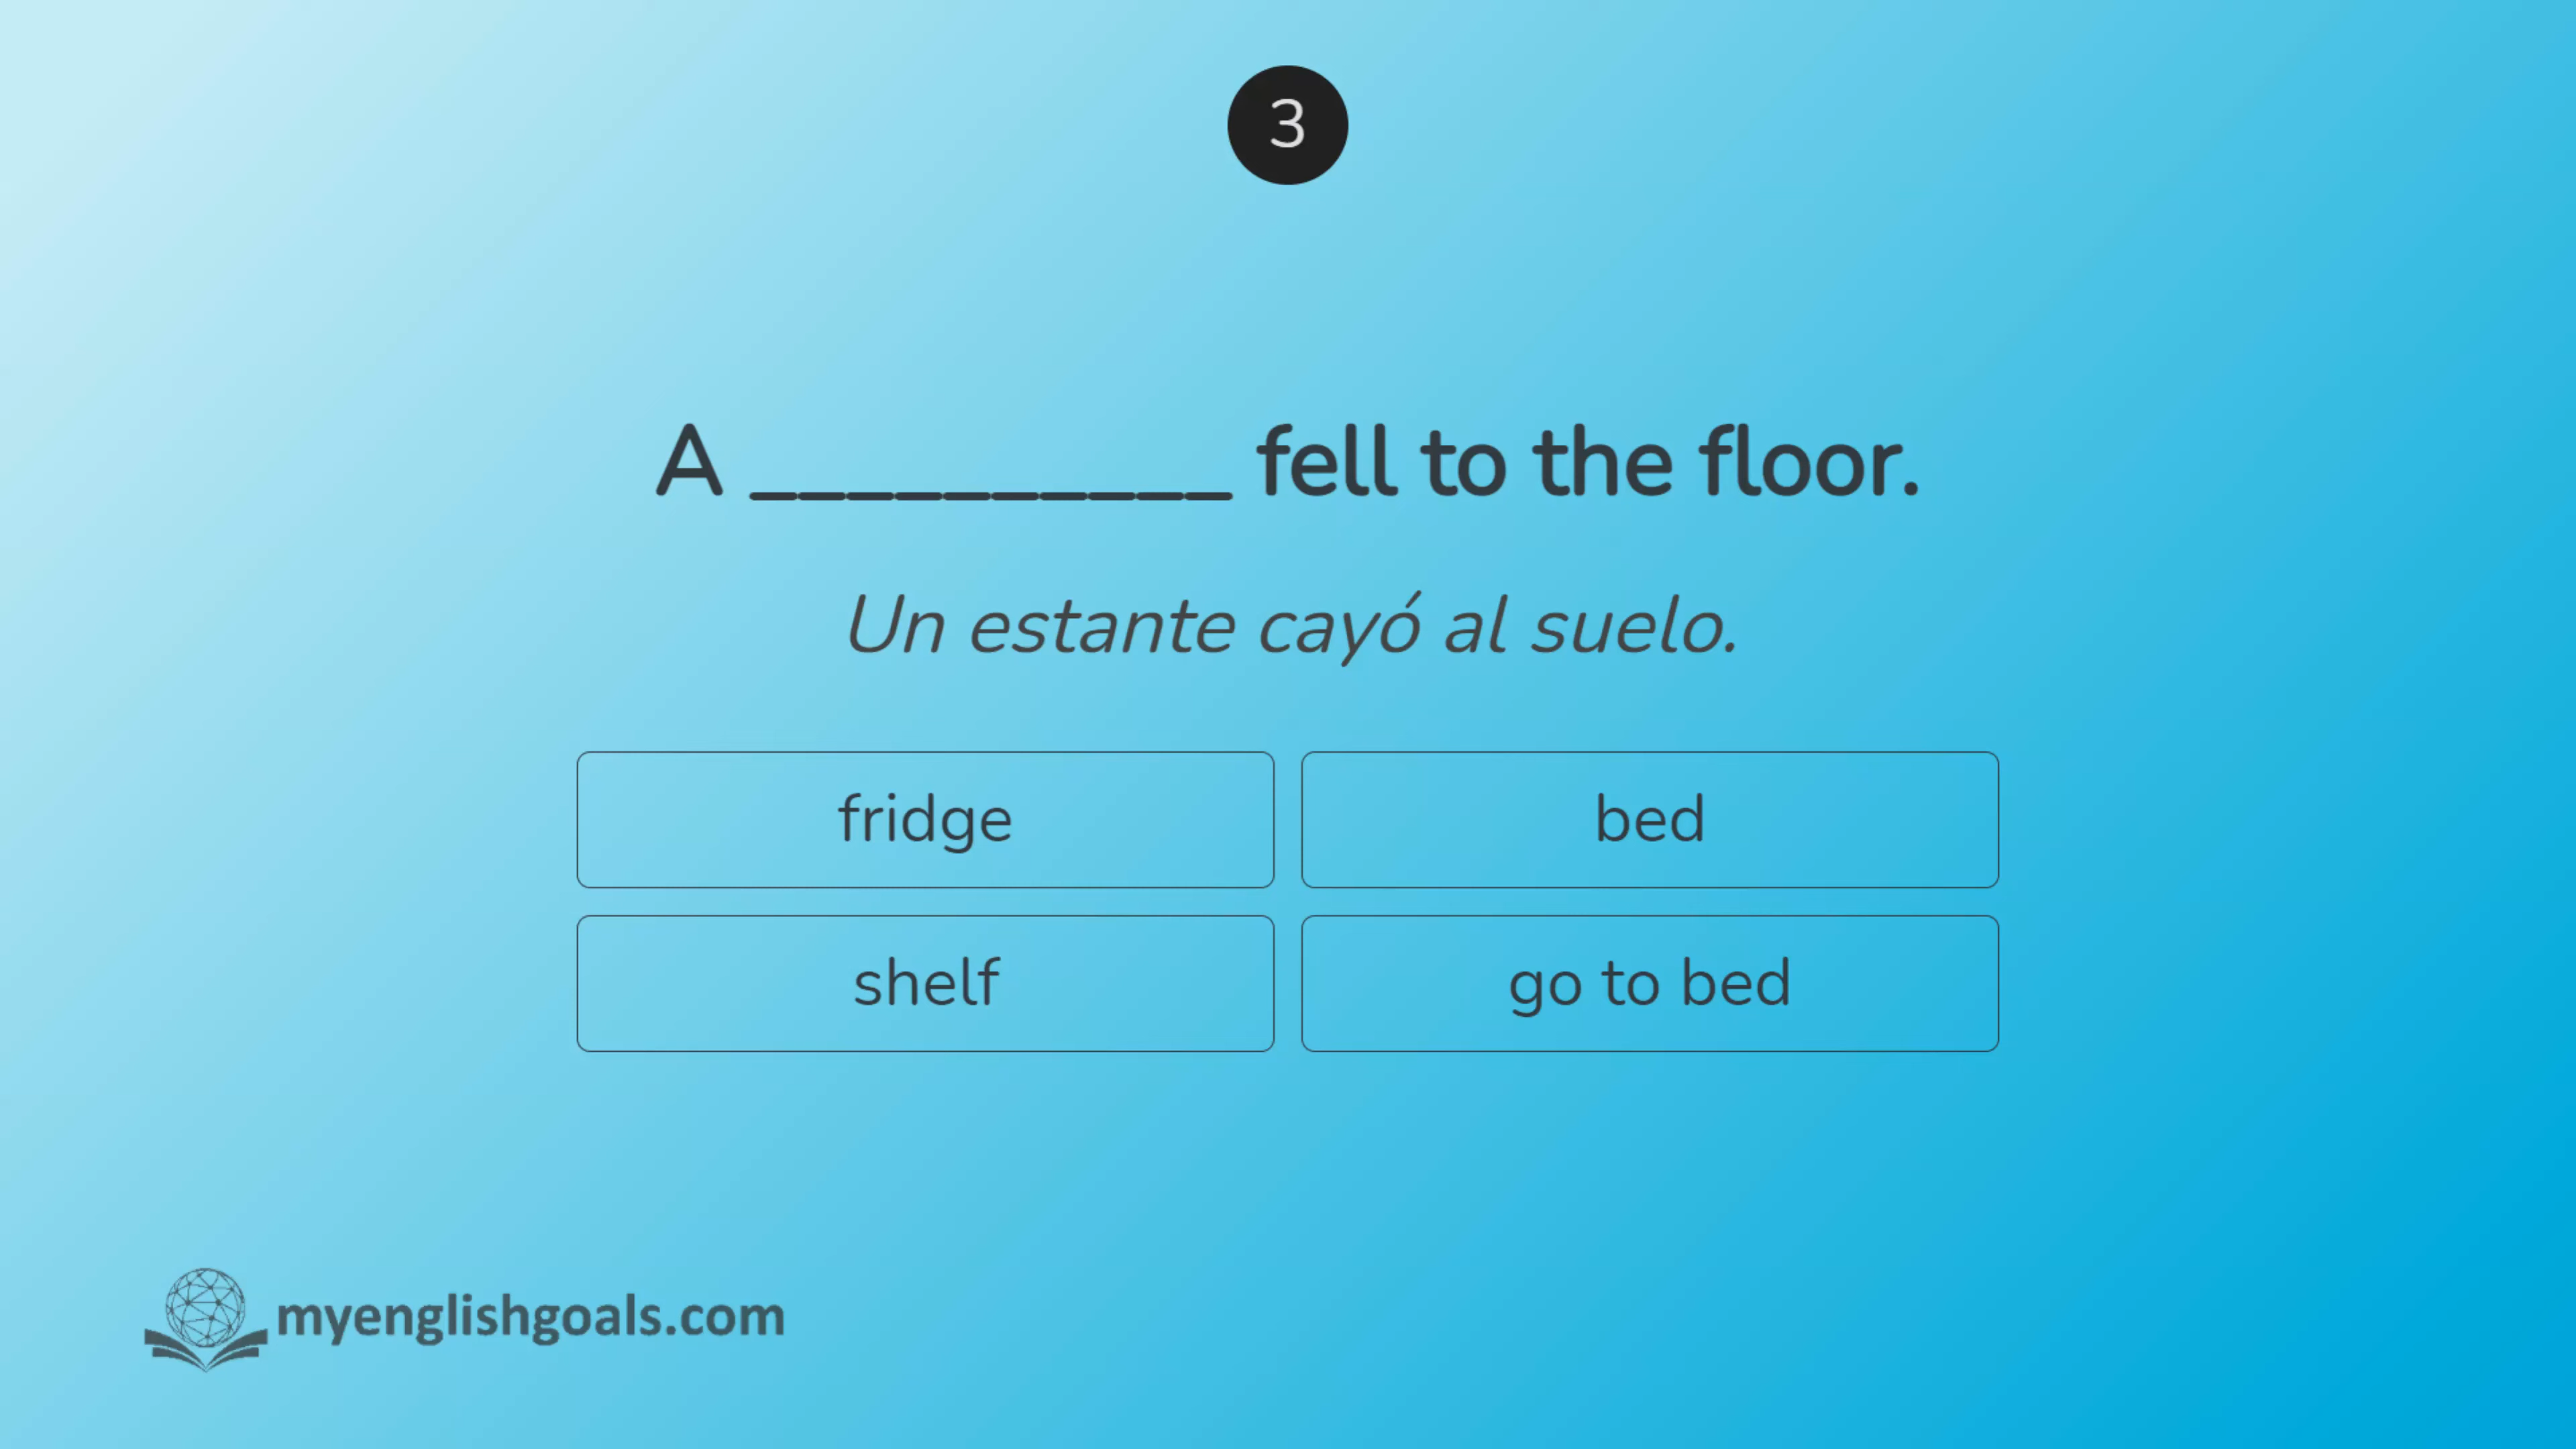 3
A __________ fell to the floor.
Un estante cayó al suelo.
fridge
bed
shelf
go to bed
myenglishgoals.com